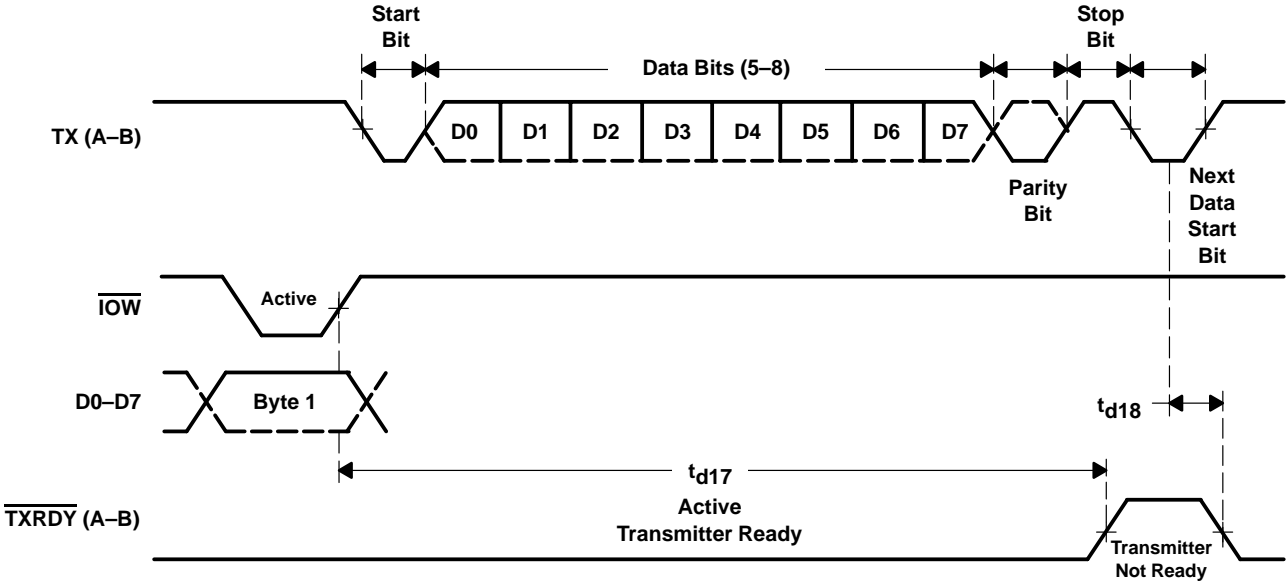 Start
Bit
Stop
Bit
Data Bits (5–8)
TX (A–B)
D0 D1 D2 D3 D4 D5 D6 D7
Parity
Bit
Next
Data
Start
Bit
IOW
Active
D0–D7
Byte 1
td18
td17
TXRDY (A–B)
Active
Transmitter Ready
Transmitter
Not Ready